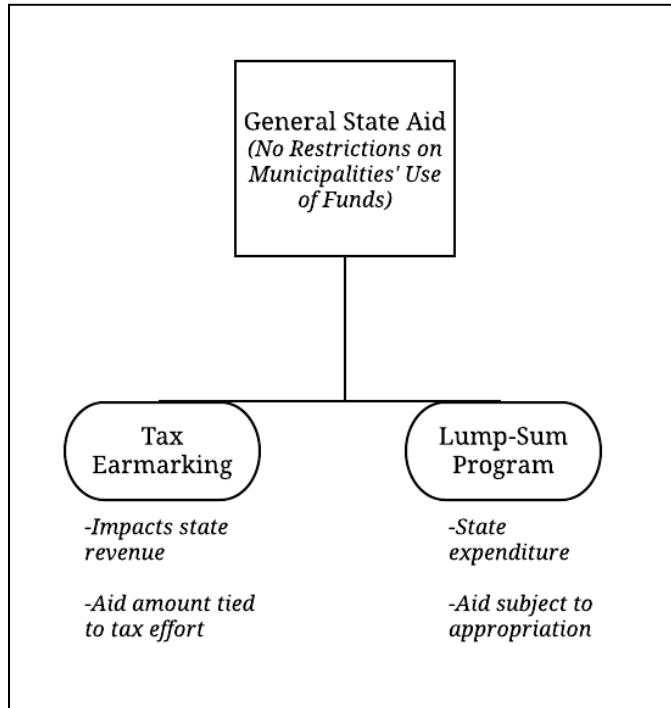 General State Aid
(No Restrictions on
Municipalities' Use
of Funds)
Tax
Earmarking
Lump-Sum
Program
-Impacts state
revenue
-Aid amount tied
to tax effort
-State
expenditure
-Aid subject to
appropriation